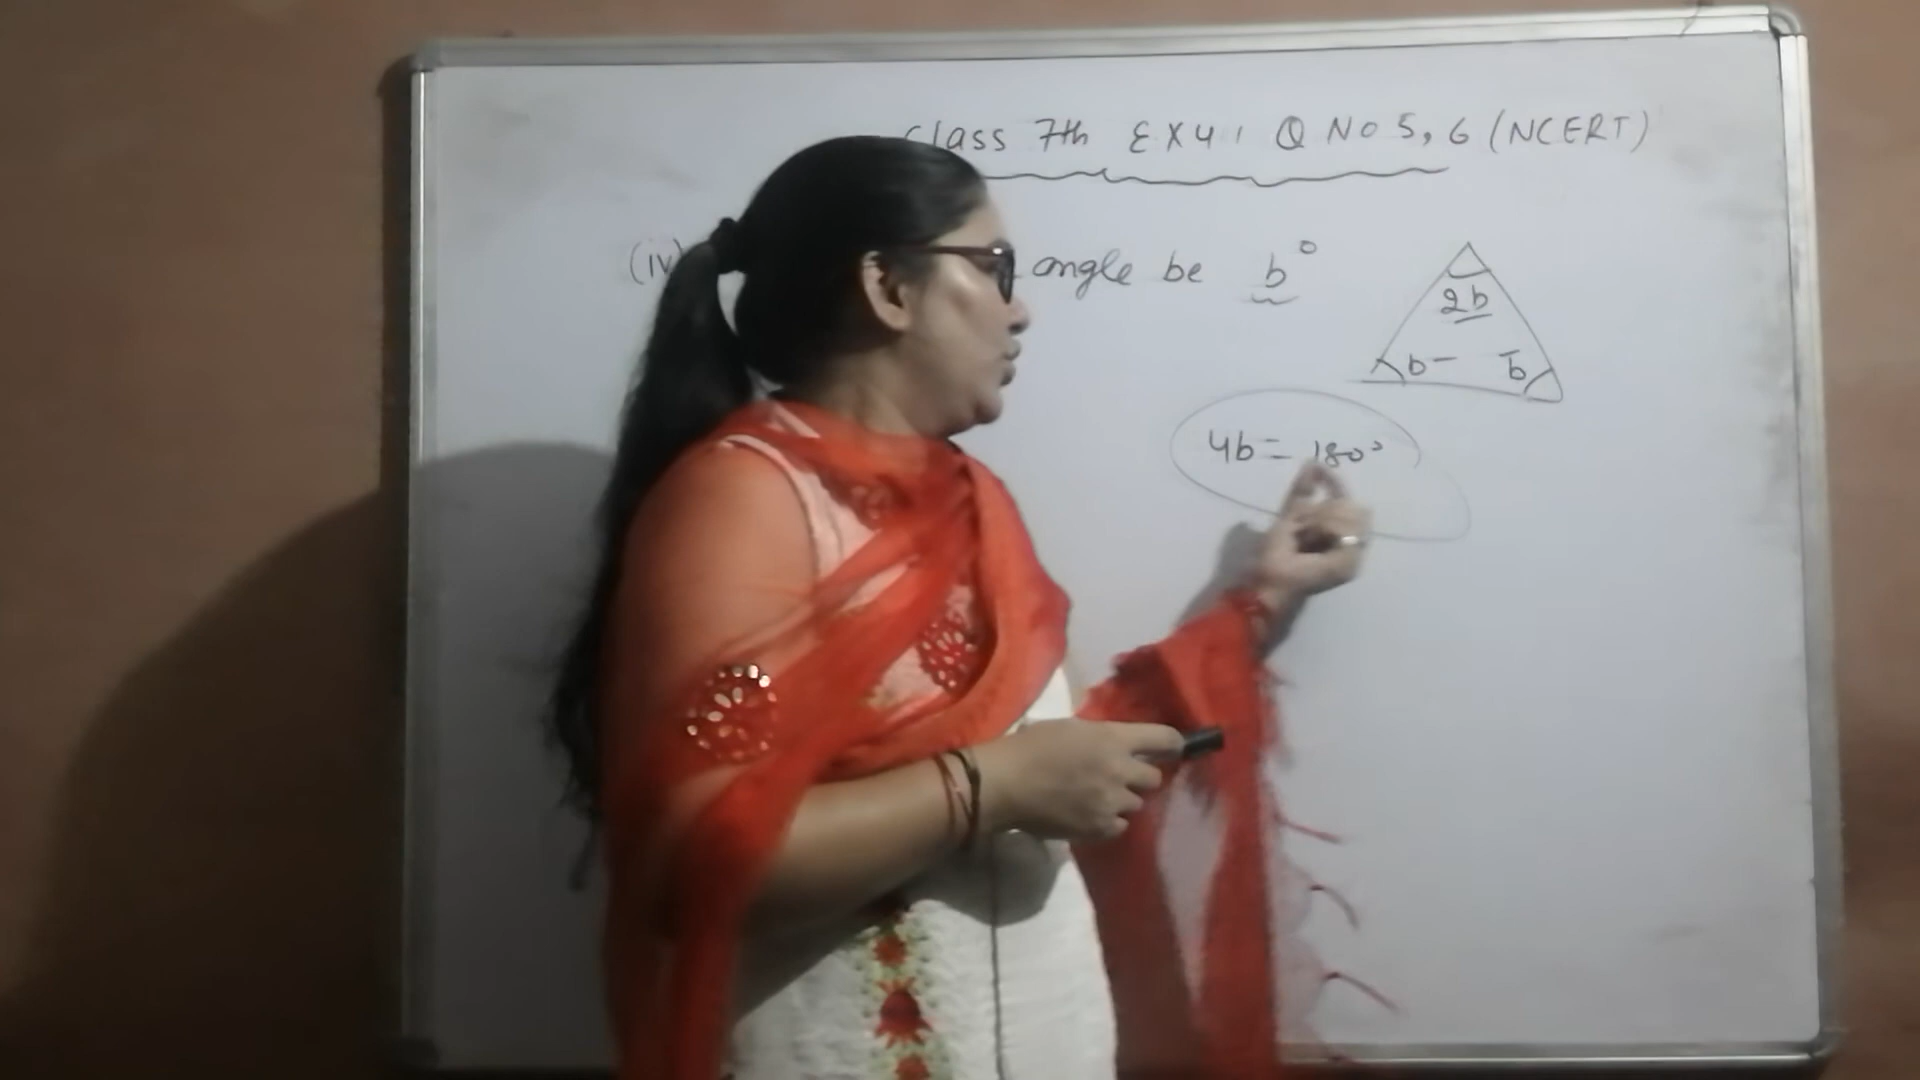 class 7th EX 4.1 Q NO 5, 6 (NCERT)
(iv) angle be b°
2b
b b
4b = 180°